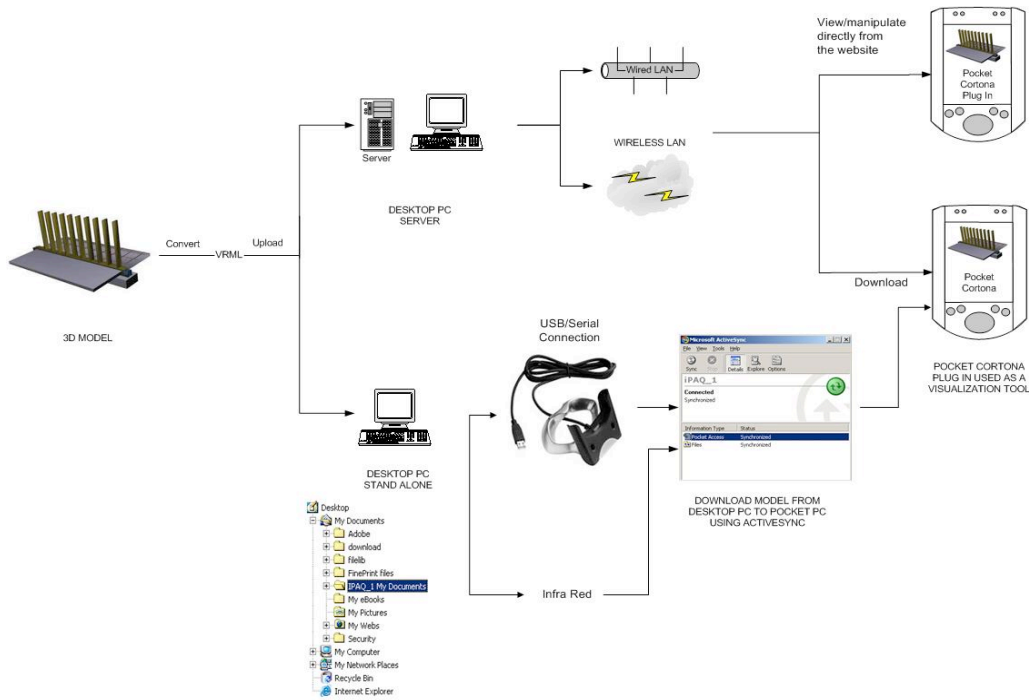 View/manipulate
directly from
the website
Pocket
Cortona
Plug In
Wired LAN
WIRELESS LAN
Server
DESKTOP PC
SERVER
Convert
VRML
Upload
3D MODEL
Download
Pocket
Cortona
POCKET CORTONA
PLUG IN USED AS A
VISUALIZATION TOOL
USB/Serial
Connection
Microsoft ActiveSync
File View Tools Help
Sync
Details Explore Options
iPAQ_1
Connected
Synchronized
Information Type Status
Pocket Access Synchronized
Files Synchronized
DESKTOP PC
STAND ALONE
DOWNLOAD MODEL FROM
DESKTOP PC TO POCKET PC
USING ACTIVESYNC
Infra Red
Desktop
My Documents
Adobe
download
filelib
FinePrint files
IPAQ_1 My Documents
My eBooks
My Pictures
My Webs
Security
My Computer
My Network Places
Recycle Bin
Internet Explorer